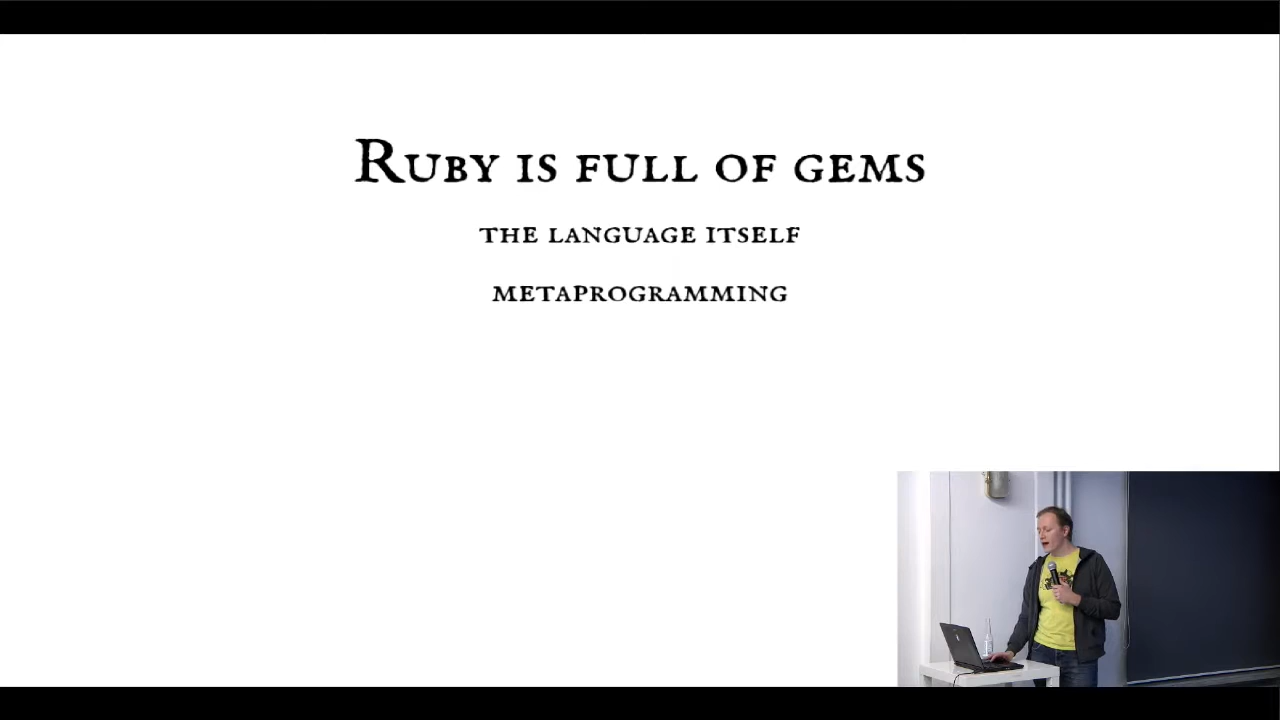 Ruby is full of gems
the language itself
metaprogramming